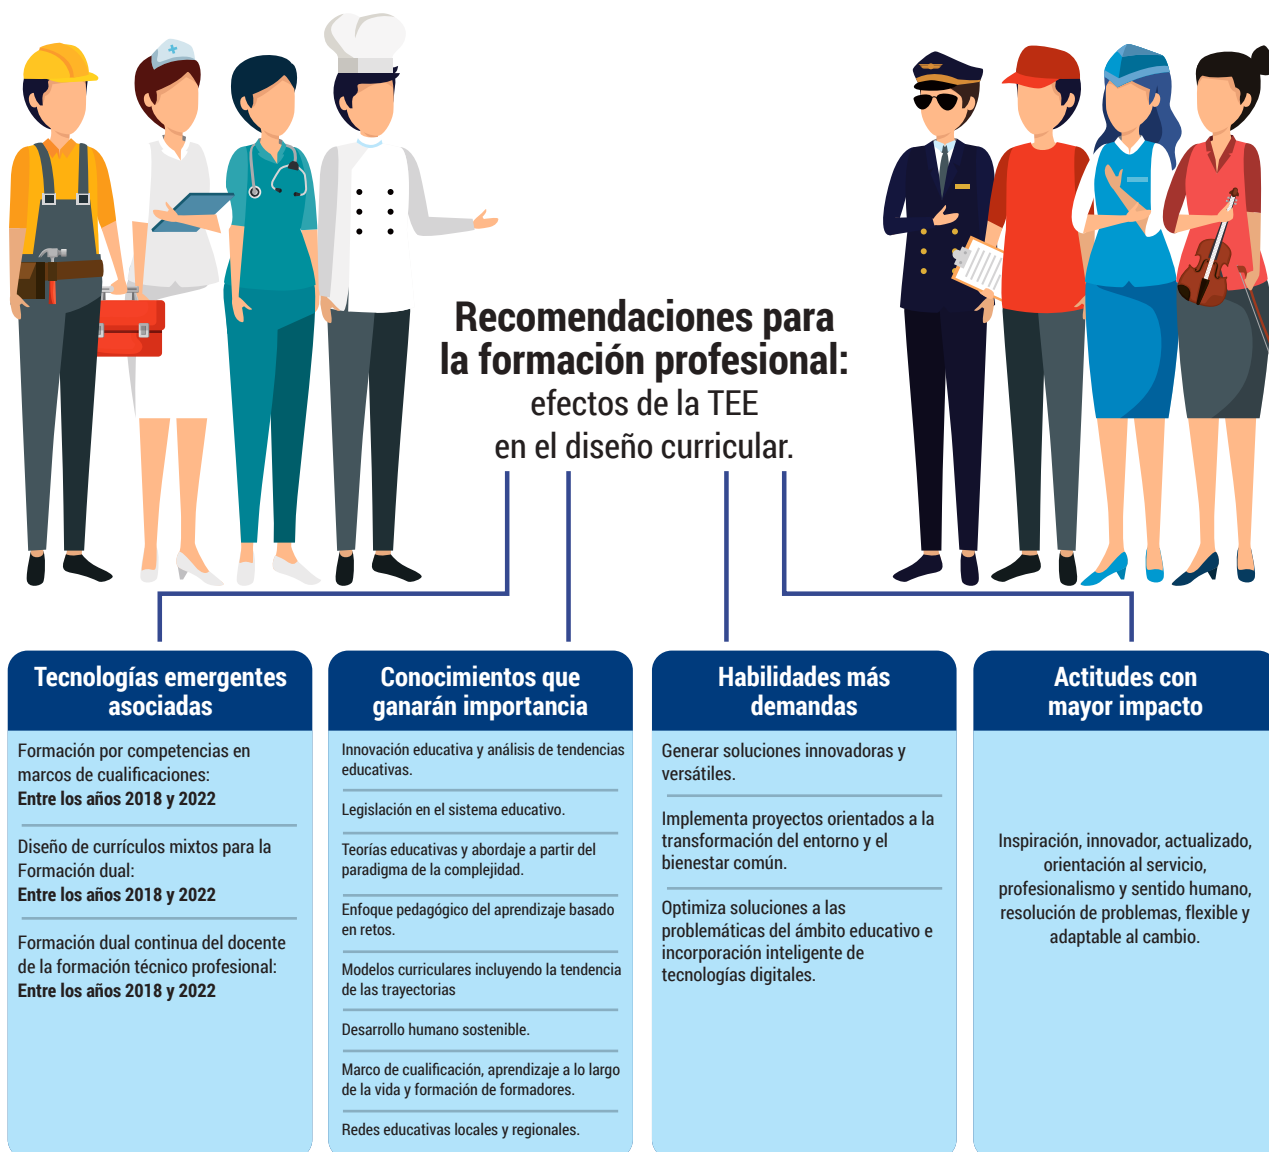 Recomendaciones para
la formación profesional:
efectos de la TEE
en el diseño curricular.
Tecnologías emergentes
asociadas
Formación por competencias en
marcos de cualificaciones:
Entre los años 2018 y 2022
Diseño de currículos mixtos para la
Formación dual:
Entre los años 2018 y 2022
Formación dual continua del docente
de la formación técnico profesional:
Entre los años 2018 y 2022
Conocimientos que
ganarán importancia
Innovación educativa y análisis de tendencias
educativas.
Legislación en el sistema educativo.
Teorías educativas y abordaje a partir del
paradigma de la complejidad.
Enfoque pedagógico del aprendizaje basado
en retos.
Modelos curriculares incluyendo la tendencia
de las trayectorias
Desarrollo humano sostenible.
Marco de cualificación, aprendizaje a lo largo
de la vida y formación de formadores.
Redes educativas locales y regionales.
Habilidades más
demandas
Generar soluciones innovadoras y
versátiles.
Implementa proyectos orientados a la
transformación del entorno y el
bienestar común.
Optimiza soluciones a las
problemáticas del ámbito educativo e
incorporación inteligente de
tecnologías digitales.
Actitudes con
mayor impacto
Inspiración, innovador, actualizado,
orientación al servicio,
profesionalismo y sentido humano,
resolución de problemas, flexible y
adaptable al cambio.